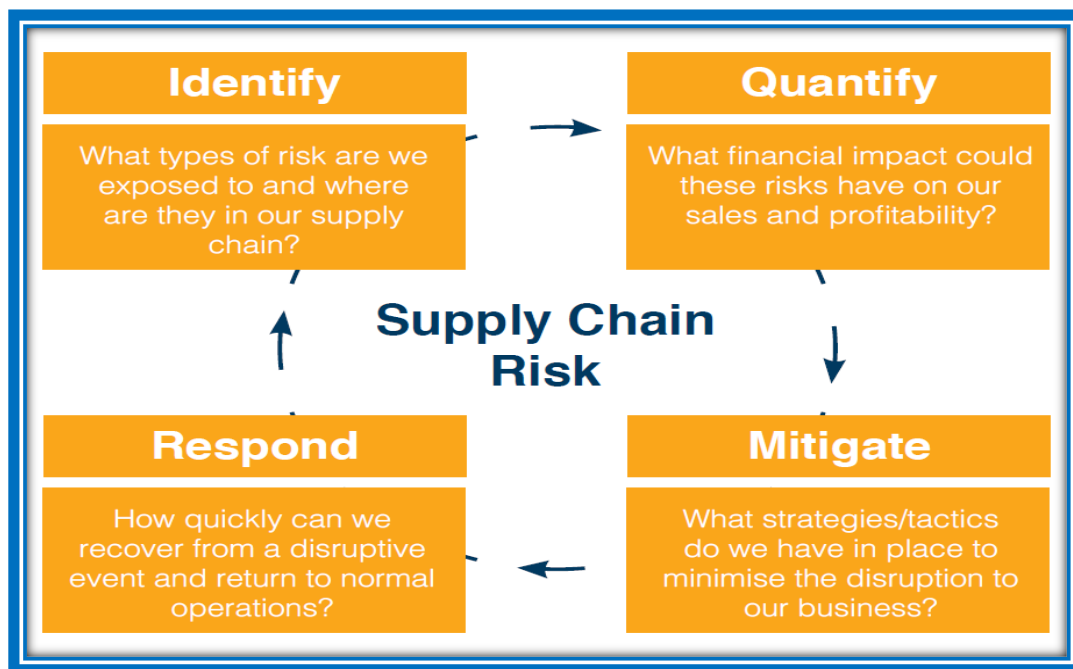 Identify
What types of risk are we
exposed to and where
are they in our supply
chain?
Quantify
What financial impact could
these risks have on our
sales and profitability?
Supply Chain
Risk
Respond
How quickly can we
recover from a disruptive
event and return to normal
operations?
Mitigate
What strategies/tactics
do we have in place to
minimise the disruption to
our business?